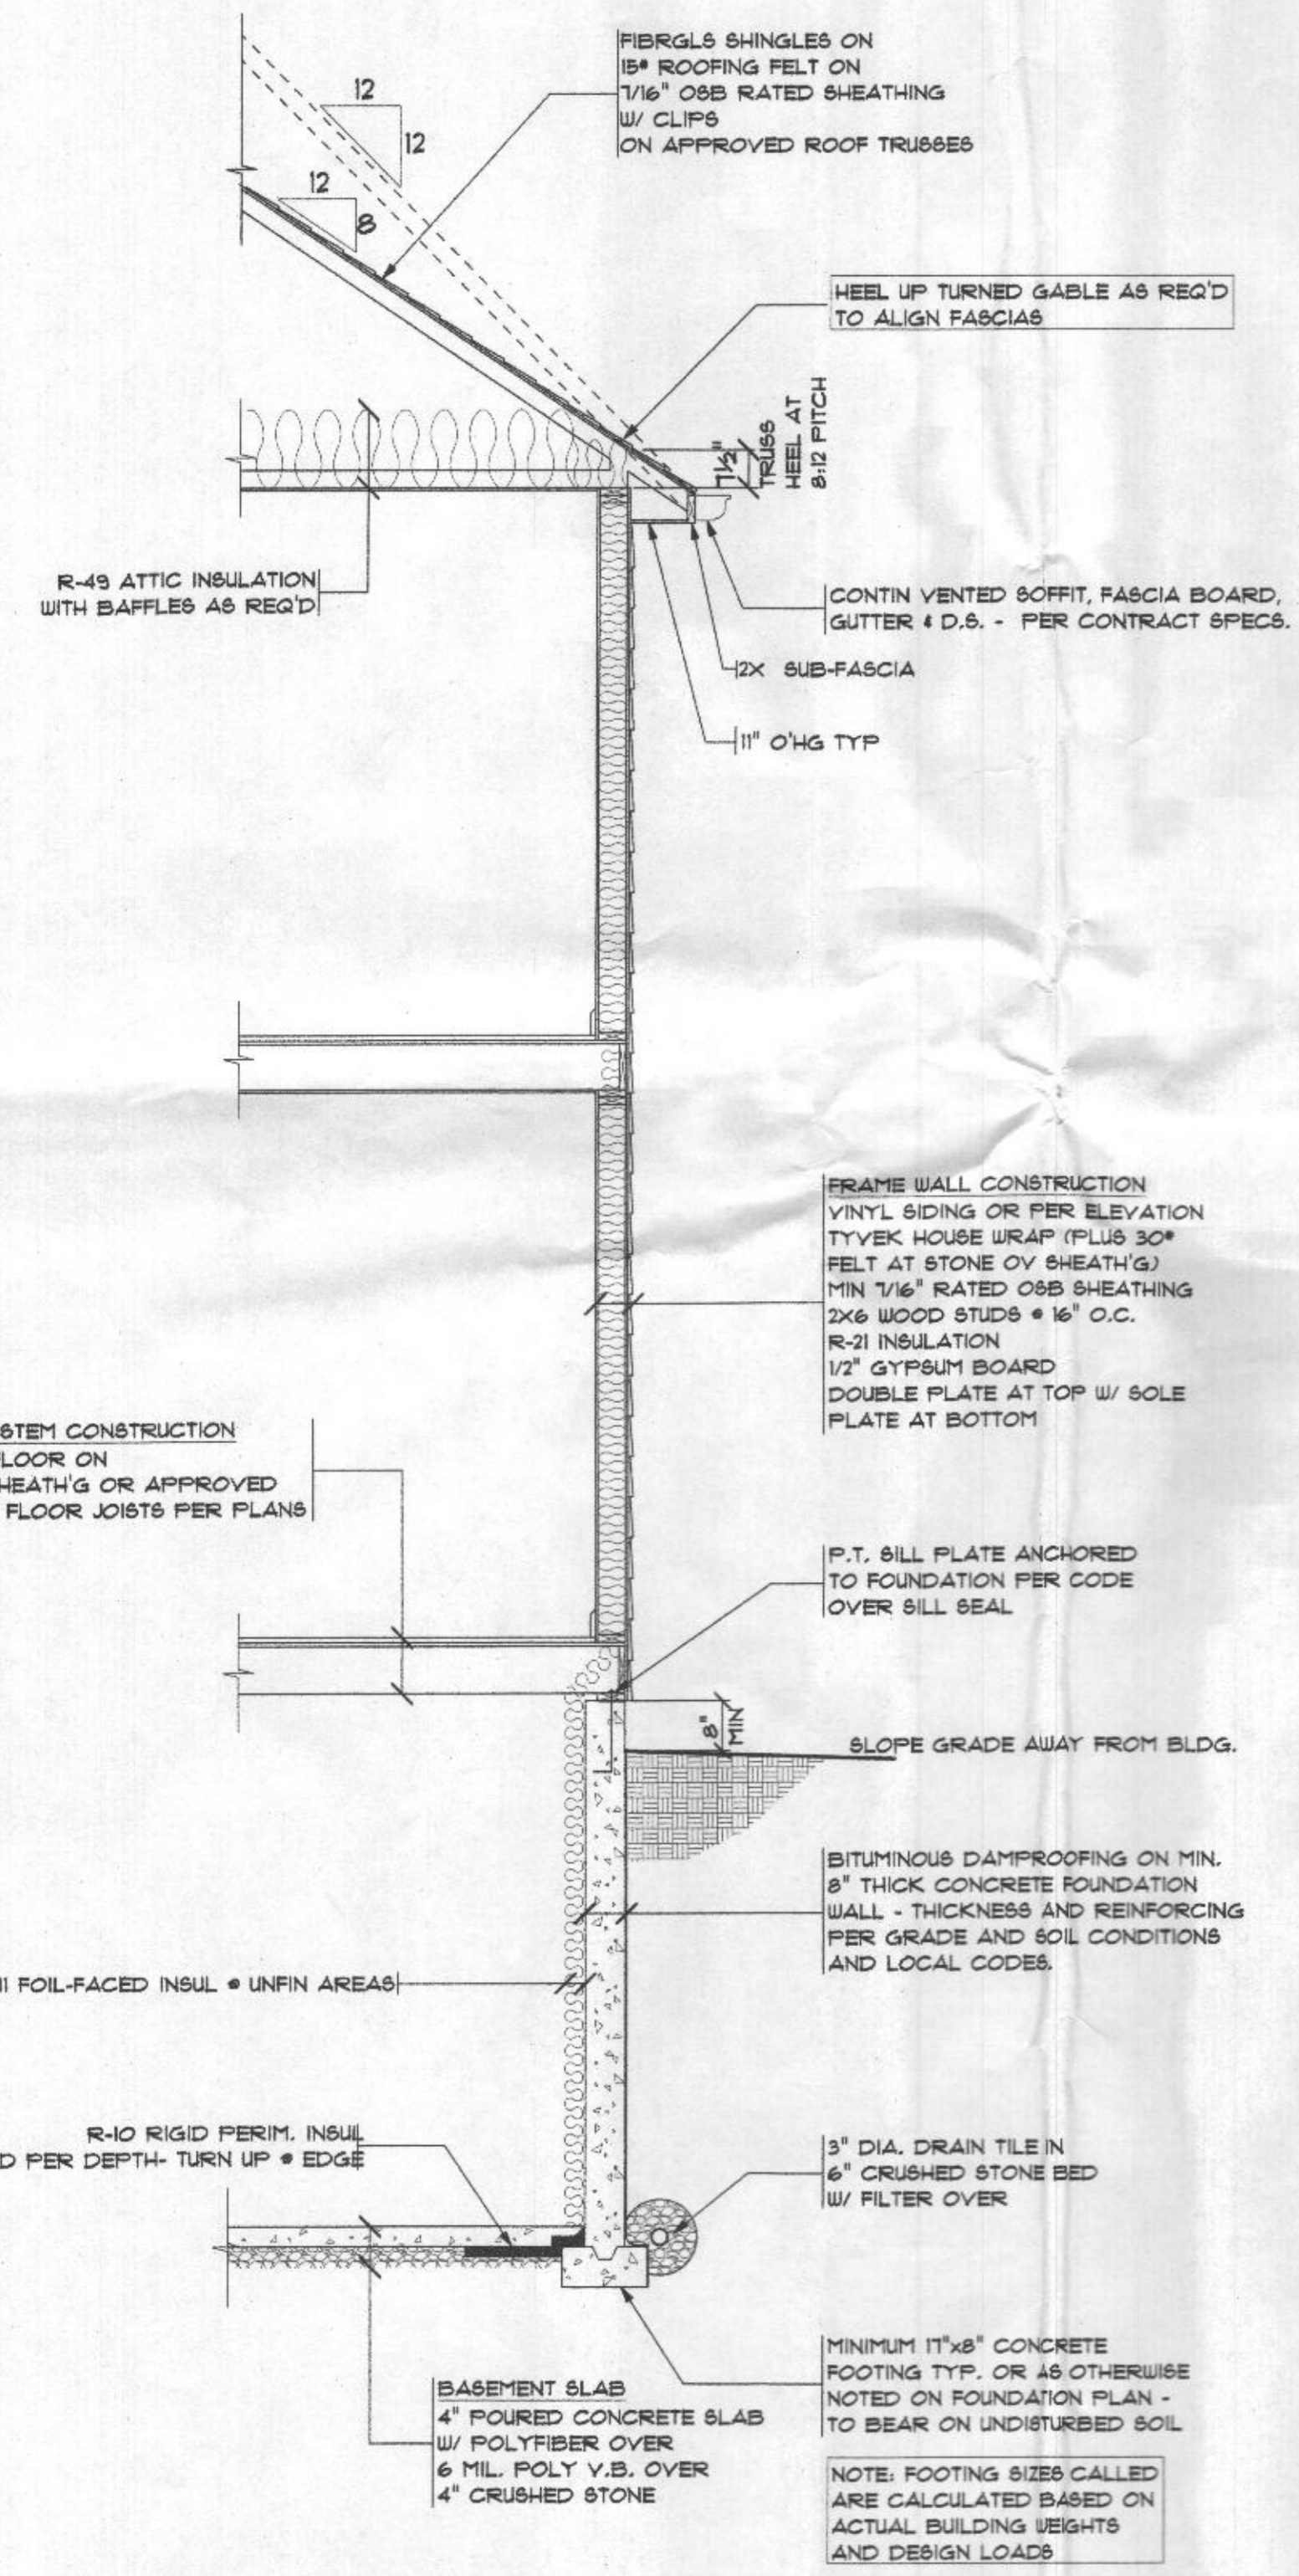 FIBRGLS SHINGLES ON
15# ROOFING FELT ON
7/16" OSB RATED SHEATHING
W/ CLIPS
ON APPROVED ROOF TRUSSES
12
12
12
8
HEEL UP TURNED GABLE AS REQ'D
TO ALIGN FASCIAS
7½"
TRUSS
HEEL AT
8:12 PITCH
R-49 ATTIC INSULATION
WITH BAFFLES AS REQ'D
CONTIN VENTED SOFFIT, FASCIA BOARD,
GUTTER & D.S. - PER CONTRACT SPECS.
2X SUB-FASCIA
11" O'HG TYP
FRAME WALL CONSTRUCTION
VINYL SIDING OR PER ELEVATION
TYVEK HOUSE WRAP (PLUS 30#
FELT AT STONE OV SHEATH'G)
MIN 7/16" RATED OSB SHEATHING
2X6 WOOD STUDS @ 16" O.C.
R-21 INSULATION
1/2" GYPSUM BOARD
DOUBLE PLATE AT TOP W/ SOLE
PLATE AT BOTTOM
STEM CONSTRUCTION
LOOR ON
HEATH'G OR APPROVED
FLOOR JOISTS PER PLANS
P.T. SILL PLATE ANCHORED
TO FOUNDATION PER CODE
OVER SILL SEAL
8"
MIN
SLOPE GRADE AWAY FROM BLDG.
BITUMINOUS DAMPROOFING ON MIN.
8" THICK CONCRETE FOUNDATION
WALL - THICKNESS AND REINFORCING
PER GRADE AND SOIL CONDITIONS
AND LOCAL CODES.
11 FOIL-FACED INSUL @ UNFIN AREAS
R-10 RIGID PERIM. INSUL
D PER DEPTH- TURN UP @ EDGE
3" DIA. DRAIN TILE IN
6" CRUSHED STONE BED
W/ FILTER OVER
BASEMENT SLAB
4" POURED CONCRETE SLAB
W/ POLYFIBER OVER
6 MIL. POLY V.B. OVER
4" CRUSHED STONE
MINIMUM 17"x8" CONCRETE
FOOTING TYP. OR AS OTHERWISE
NOTED ON FOUNDATION PLAN -
TO BEAR ON UNDISTURBED SOIL
NOTE: FOOTING SIZES CALLED
ARE CALCULATED BASED ON
ACTUAL BUILDING WEIGHTS
AND DESIGN LOADS